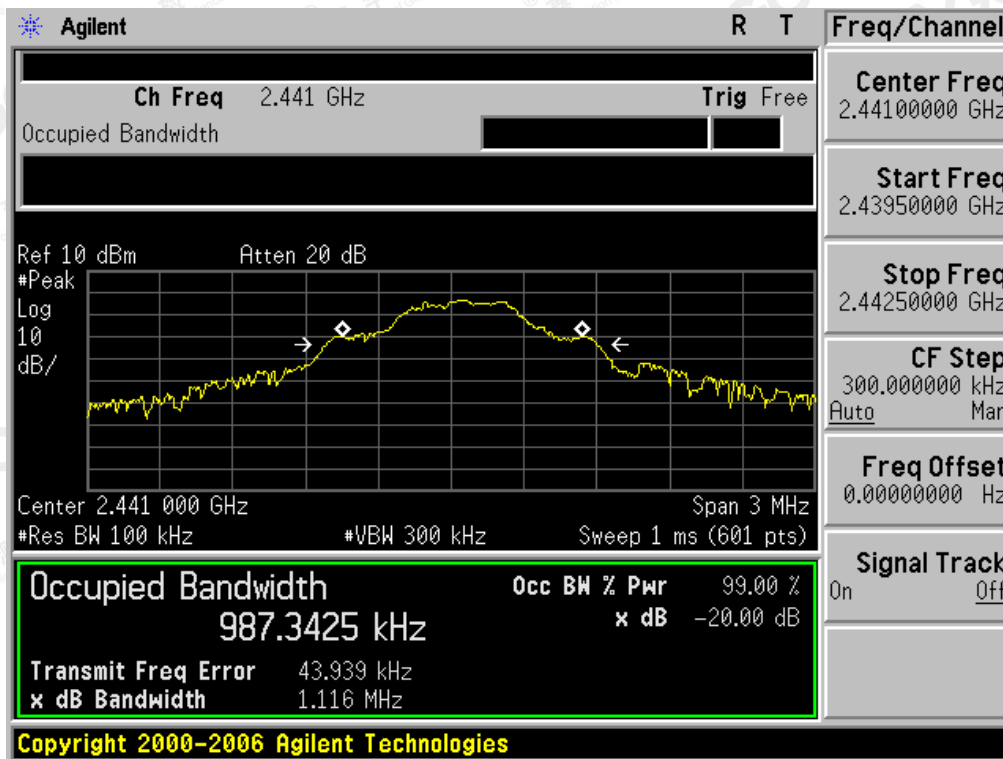 Agilent R T Freq/Channel
Ch Freq 2.441 GHz Trig Free
Occupied Bandwidth
Center Freq
2.44100000 GHz
Start Freq
2.43950000 GHz
Stop Freq
2.44250000 GHz
CF Step
300.000000 kHz
Auto Man
Freq Offset
0.00000000 Hz
Signal Track
On Off
Ref 10 dBm Atten 20 dB
#Peak
Log
10
dB/
Center 2.441 000 GHz Span 3 MHz
#Res BW 100 kHz #VBW 300 kHz Sweep 1 ms (601 pts)
Occupied Bandwidth Occ BW % Pwr 99.00 %
987.3425 kHz x dB -20.00 dB
Transmit Freq Error 43.939 kHz
x dB Bandwidth 1.116 MHz
Copyright 2000-2006 Agilent Technologies